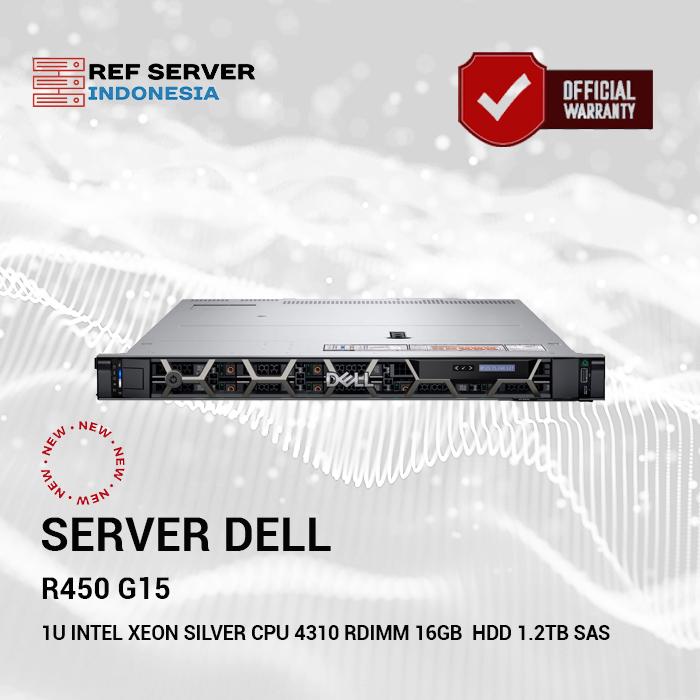 REF SERVER
INDONESIA
OFFICIAL
WARRANTY
DELL
NEW • NEW • NEW • NEW • NEW •
SERVER DELL
R450 G15
1U INTEL XEON SILVER CPU 4310 RDIMM 16GB HDD 1.2TB SAS